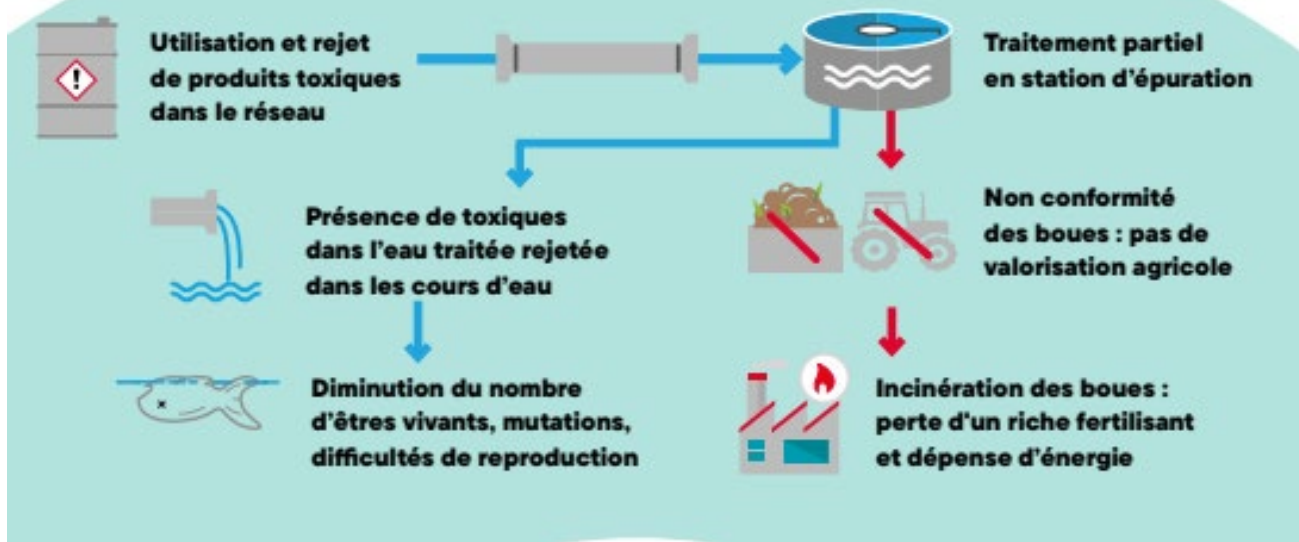 Utilisation et rejet
de produits toxiques
dans le réseau
Traitement partiel
en station d'épuration
Présence de toxiques
dans l'eau traitée rejetée
dans les cours d'eau
Non conformité
des boues : pas de
valorisation agricole
Diminution du nombre
d'êtres vivants, mutations,
difficultés de reproduction
Incinération des boues :
perte d'un riche fertilisant
et dépense d'énergie